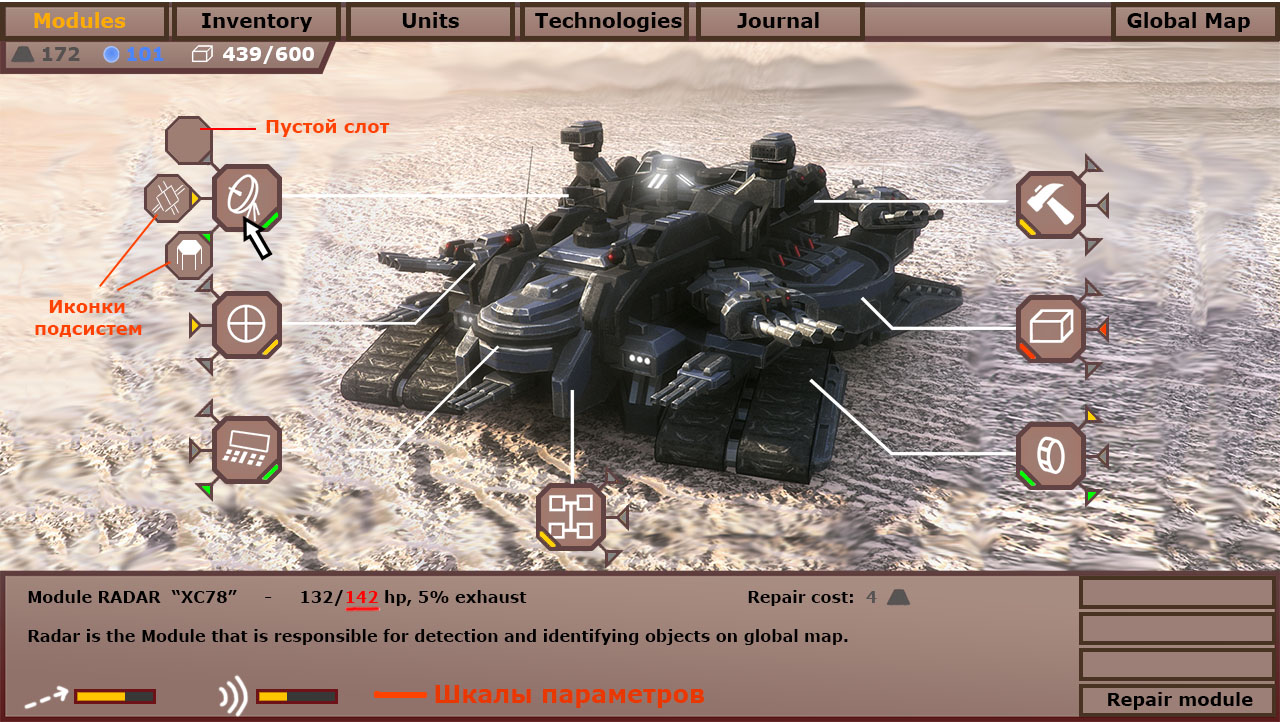 Modules
Inventory
Units
Technologies
Journal
Global Map
172
101
439/600
Пустой слот
Иконки
подсистем
Module RADAR “XC78” - 132/142 hp, 5% exhaust
Repair cost: 4
Radar is the Module that is responsible for detection and identifying objects on global map.
Шкалы параметров
Repair module